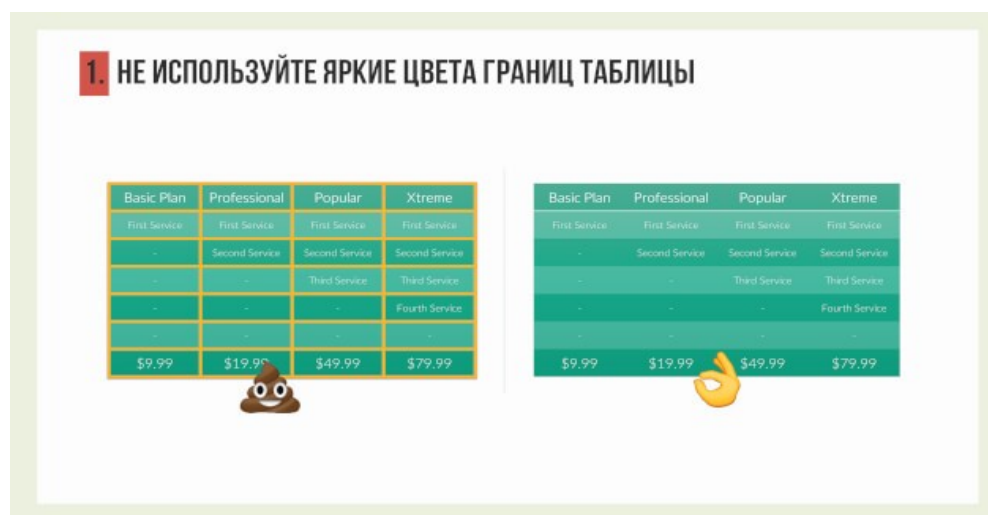 1. НЕ ИСПОЛЬЗУЙТЕ ЯРКИЕ ЦВЕТА ГРАНИЦ ТАБЛИЦЫ
Basic Plan Professional Popular Xtreme
First Service First Service First Service First Service
- Second Service Second Service Second Service
- - Third Service Third Service
- - - Fourth Service
- - - -
$9.99 $19.99 $49.99 $79.99
Basic Plan Professional Popular Xtreme
First Service First Service First Service First Service
- Second Service Second Service Second Service
- - Third Service Third Service
- - - Fourth Service
- - - -
$9.99 $19.99 $49.99 $79.99